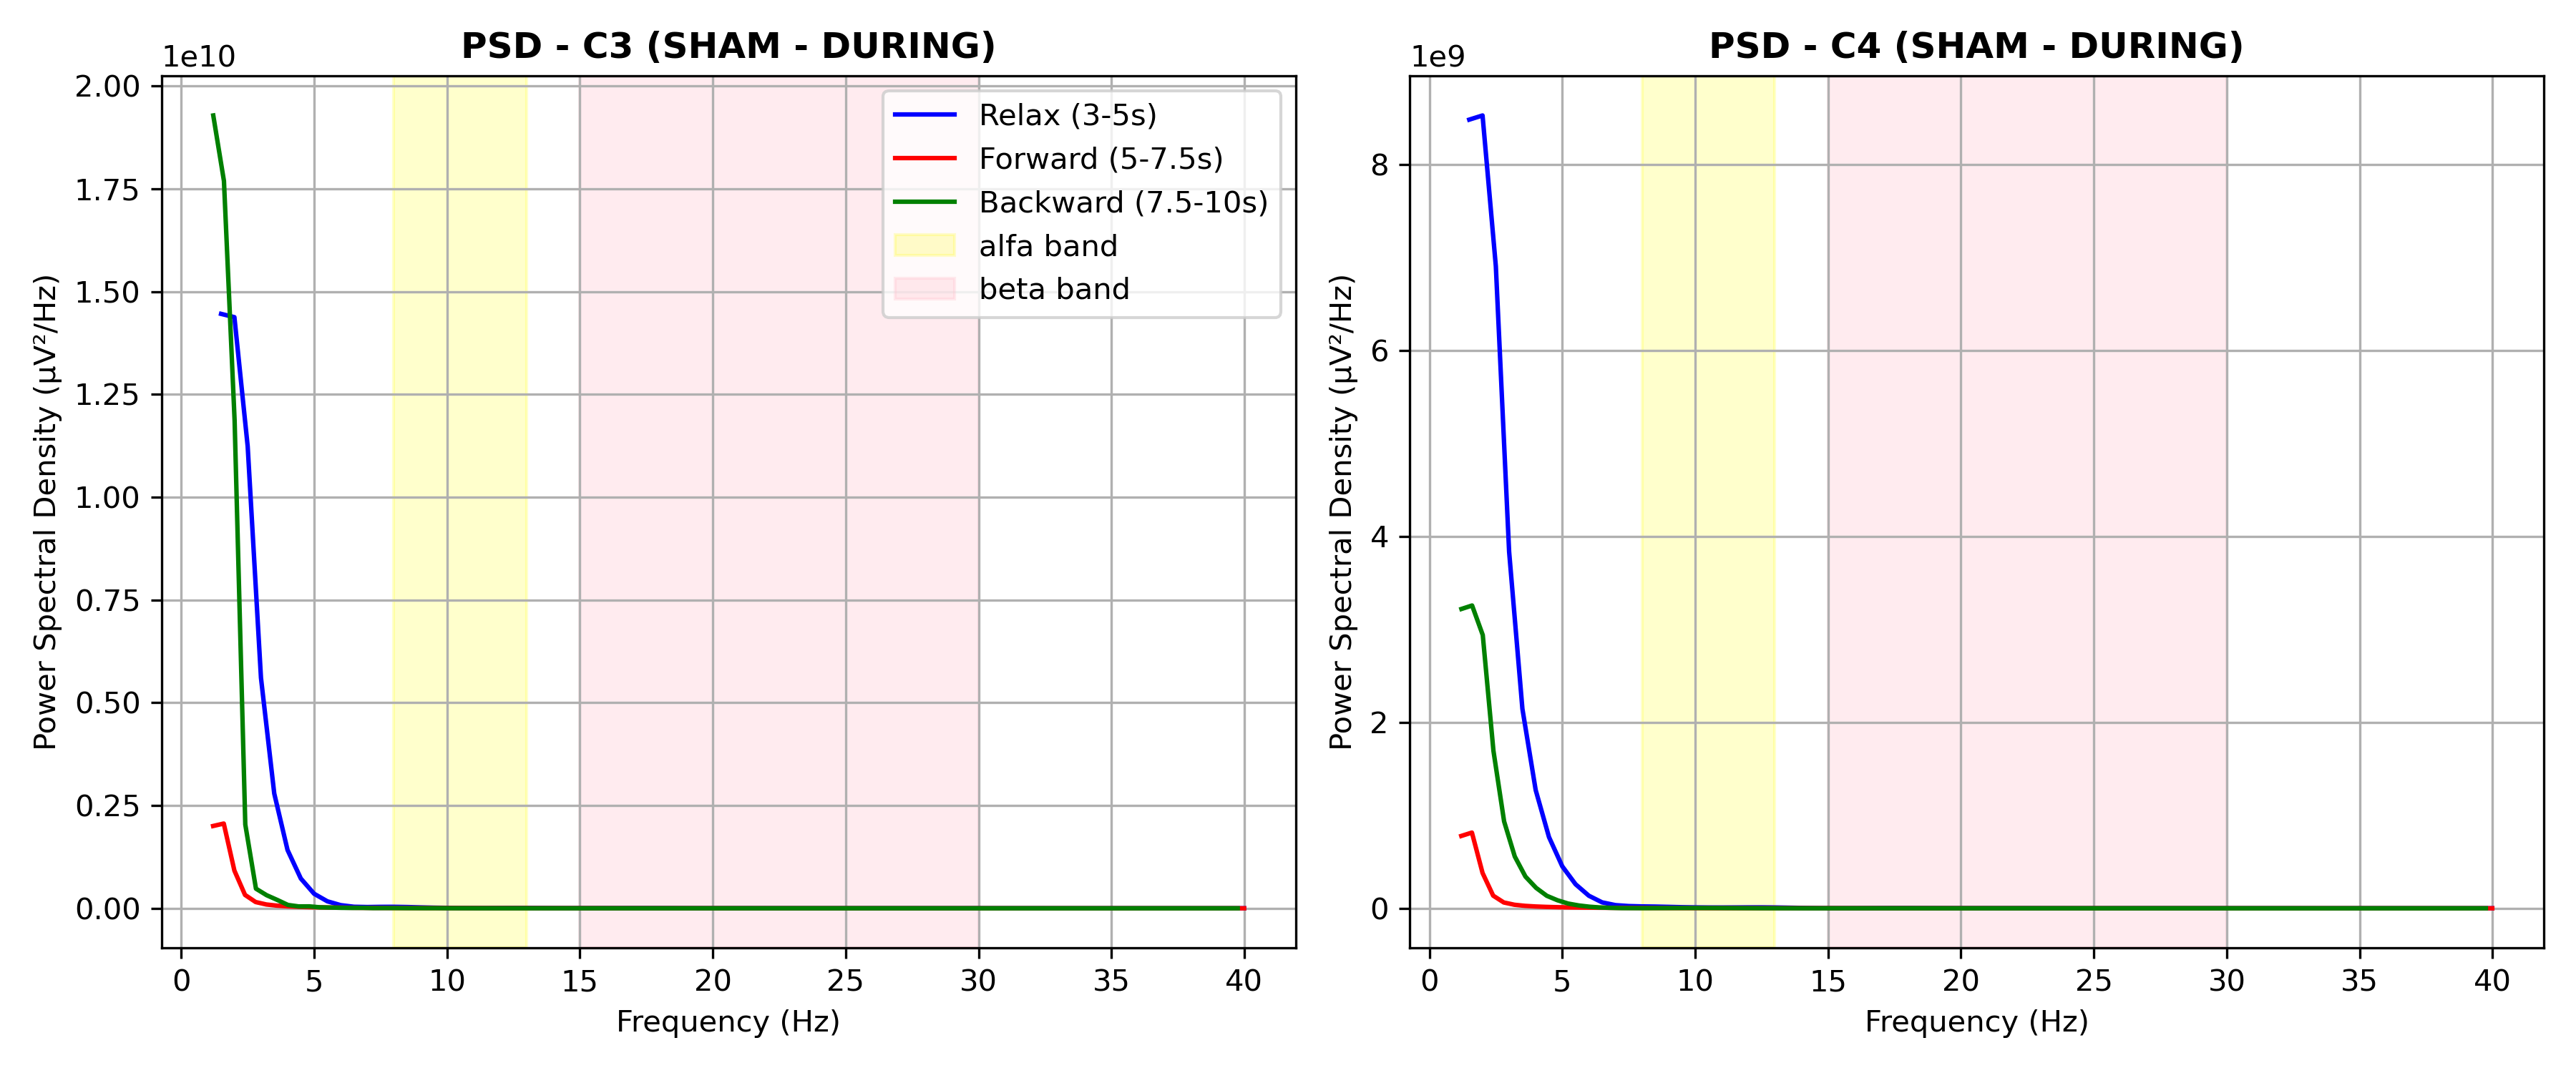 PSD - C3 (SHAM - DURING)
1e10
2.00
1.75
1.50
1.25
1.00
0.75
0.50
0.25
0.00
Power Spectral Density (µV²/Hz)
Relax (3-5s)
Forward (5-7.5s)
Backward (7.5-10s)
alfa band
beta band
0 5 10 15 20 25 30 35 40
Frequency (Hz)
PSD - C4 (SHAM - DURING)
1e9
8
6
4
2
0
Power Spectral Density (µV²/Hz)
0 5 10 15 20 25 30 35 40
Frequency (Hz)